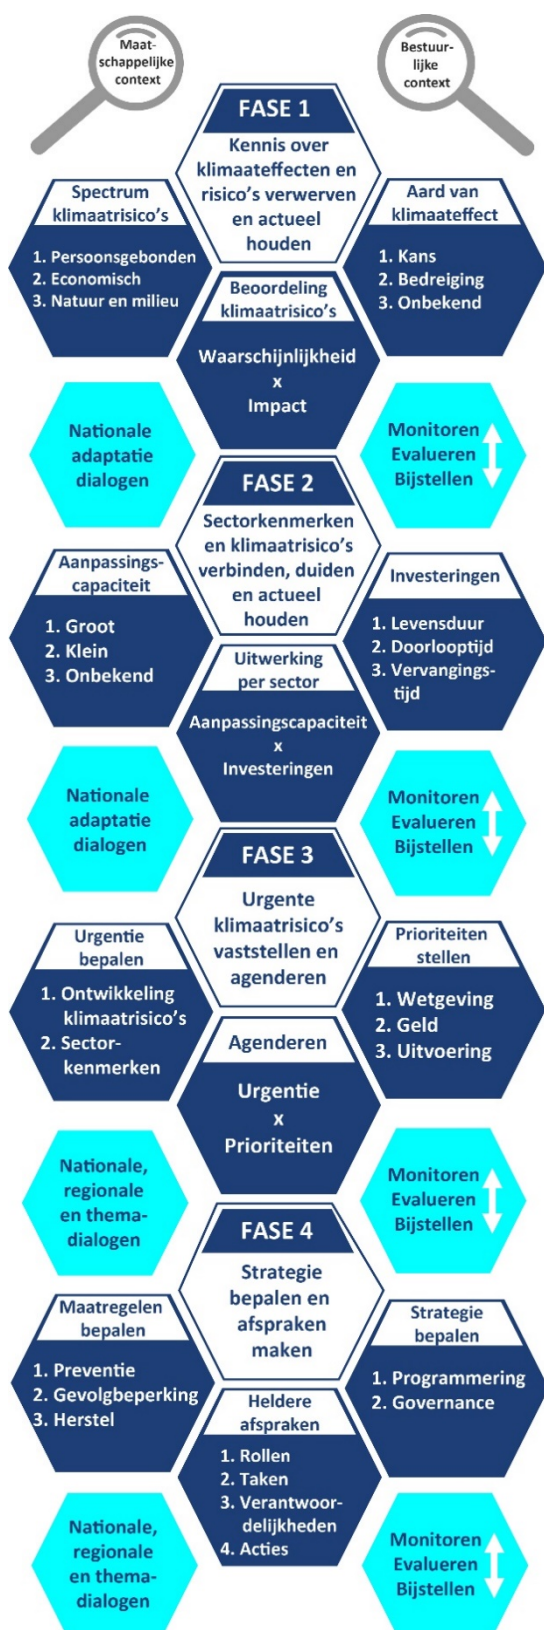 Maat-
schappelijke
context
Bestuur-
lijke
context
FASE 1
Kennis over
klimaateffecten en
risico's verwerven
en actueel
houden
Spectrum
klimaatrisico's
1. Persoonsgebonden
2. Economisch
3. Natuur en milieu
Aard van
klimaateffect
1. Kans
2. Bedreiging
3. Onbekend
Beoordeling
klimaatrisico's
Waarschijnlijkheid
x
Impact
Nationale
adaptatie
dialogen
Monitoren
Evalueren
Bijstellen
FASE 2
Sectorkenmerken
en klimaatrisico's
verbinden, duiden
en actueel
houden
Aanpassings-
capaciteit
1. Groot
2. Klein
3. Onbekend
Investeringen
1. Levensduur
2. Doorlooptijd
3. Vervangings-
tijd
Uitwerking
per sector
Aanpassingscapaciteit
x
Investeringen
Nationale
adaptatie
dialogen
Monitoren
Evalueren
Bijstellen
FASE 3
Urgente
klimaatrisico's
vaststellen en
agenderen
Urgentie
bepalen
1. Ontwikkeling
klimaatrisico's
2. Sector-
kenmerken
Prioriteiten
stellen
1. Wetgeving
2. Geld
3. Uitvoering
Agenderen
Urgentie
x
Prioriteiten
Nationale,
regionale
en thema-
dialogen
Monitoren
Evalueren
Bijstellen
FASE 4
Strategie
bepalen en
afspraken
maken
Maatregelen
bepalen
1. Preventie
2. Gevolgbeperking
3. Herstel
Strategie
bepalen
1. Programmering
2. Governance
Heldere
afspraken
1. Rollen
2. Taken
3. Verantwoor-
delijkheden
4. Acties
Nationale,
regionale
en thema-
dialogen
Monitoren
Evalueren
Bijstellen